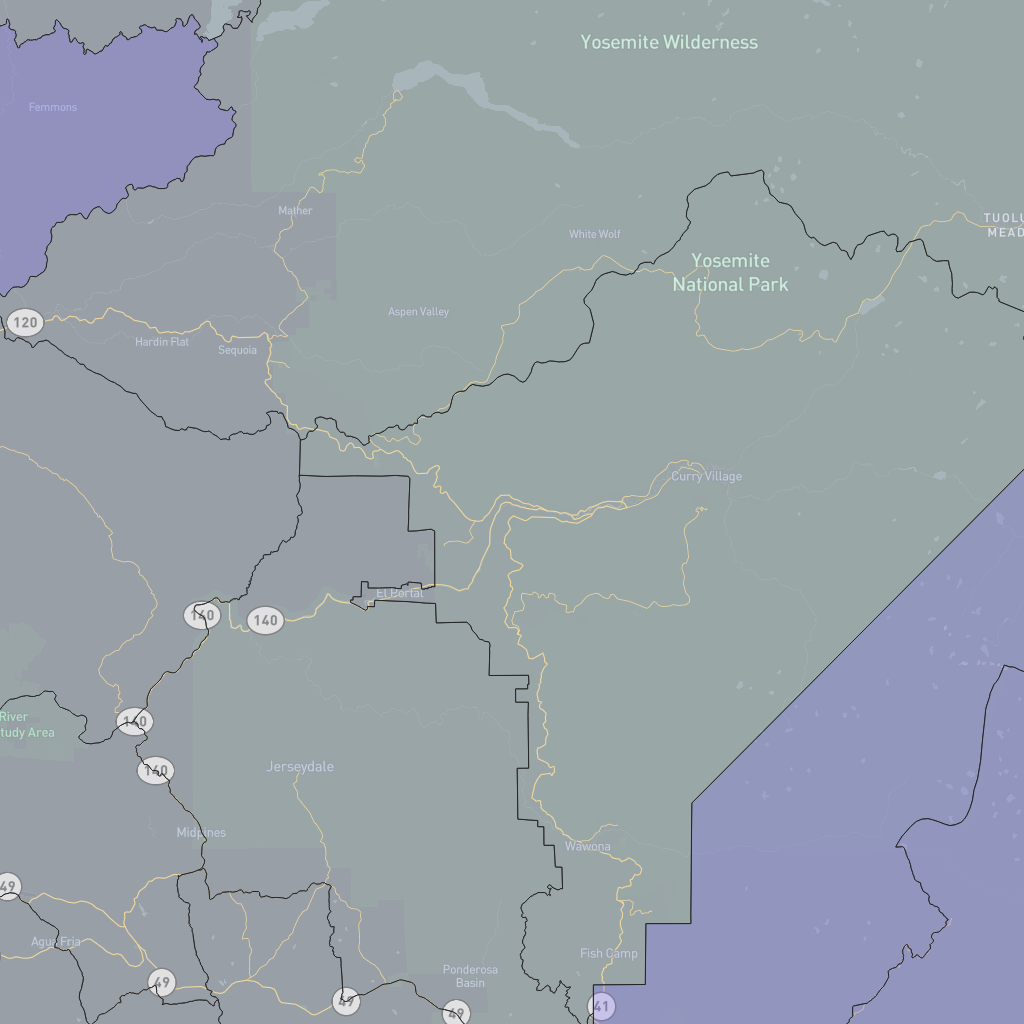 Yosemite Wilderness
Femmons
Mather
TUOLU
MEAD
White Wolf
Yosemite
National Park
Aspen Valley
120
Hardin Flat
Sequoia
Curry Village
El Portal
140
140
River
tudy Area
140
140
Jerseydale
Midpines
Wawona
49
Agua Fria
Fish Camp
Ponderosa
Basin
49
49
49
41